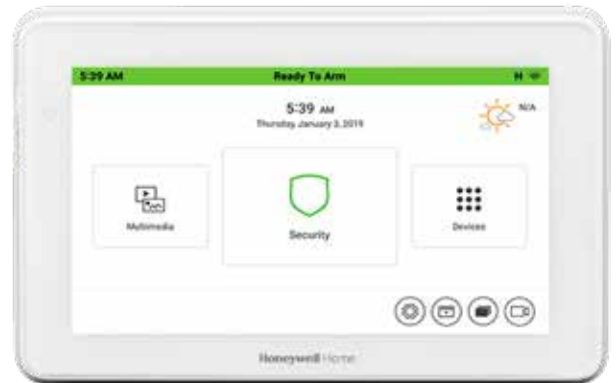 5:39 AM Ready To Arm H
5:39 AM
Thursday, January 3, 2019
N/A
Multimedia
Security
Devices
Honeywell Home